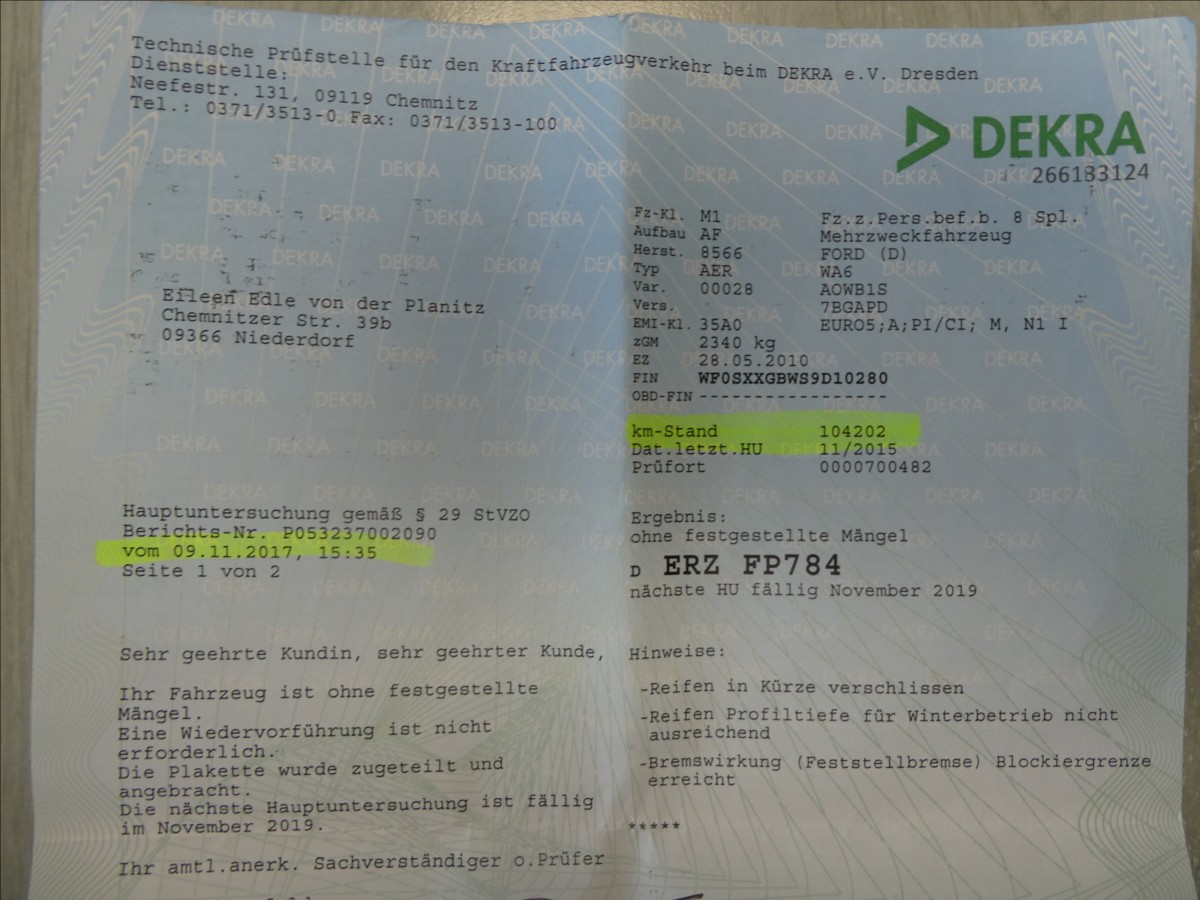 Technische Prüfstelle für den Kraftfahrzeugverkehr beim DEKRA e.V. Dresden
Dienststelle:
Neefestr. 131, 09119 Chemnitz
Tel.: 0371/3513-0 Fax: 0371/3513-100
DEKRA
266183124
Eileen Edle von der Planitz
Chemnitzer Str. 39b
09366 Niederdorf
Fz-Kl. M1 Fz.z.Pers.bef.b. 8 Spl.
Aufbau AF Mehrzweckfahrzeug
Herst. 8566 FORD (D)
Typ AER WA6
Var. 00028 AOWB1S
Vers. 7BGAPD
EMI-Kl. 35A0 EURO5;A;PI/CI; M, N1 I
zGM 2340 kg
EZ 28.05.2010
FIN WF0SXXGBWS9D10280
OBD-FIN -----------------
km-Stand 104202
Dat.letzt.HU 11/2015
Prüfort 0000700482
Hauptuntersuchung gemäß § 29 StVZO
Berichts-Nr. P053237002090
vom 09.11.2017, 15:35
Seite 1 von 2
Ergebnis:
ohne festgestellte Mängel
D ERZ FP784
nächste HU fällig November 2019
Sehr geehrte Kundin, sehr geehrter Kunde,
Ihr Fahrzeug ist ohne festgestellte
Mängel.
Eine Wiedervorführung ist nicht
erforderlich.
Die Plakette wurde zugeteilt und
angebracht.
Die nächste Hauptuntersuchung ist fällig
im November 2019.
Ihr amtl.anerk. Sachverständiger o.Prüfer
Hinweise:
-Reifen in Kürze verschlissen
-Reifen Profiltiefe für Winterbetrieb nicht
ausreichend
-Bremswirkung (Feststellbremse) Blockiergrenze
erreicht
*****